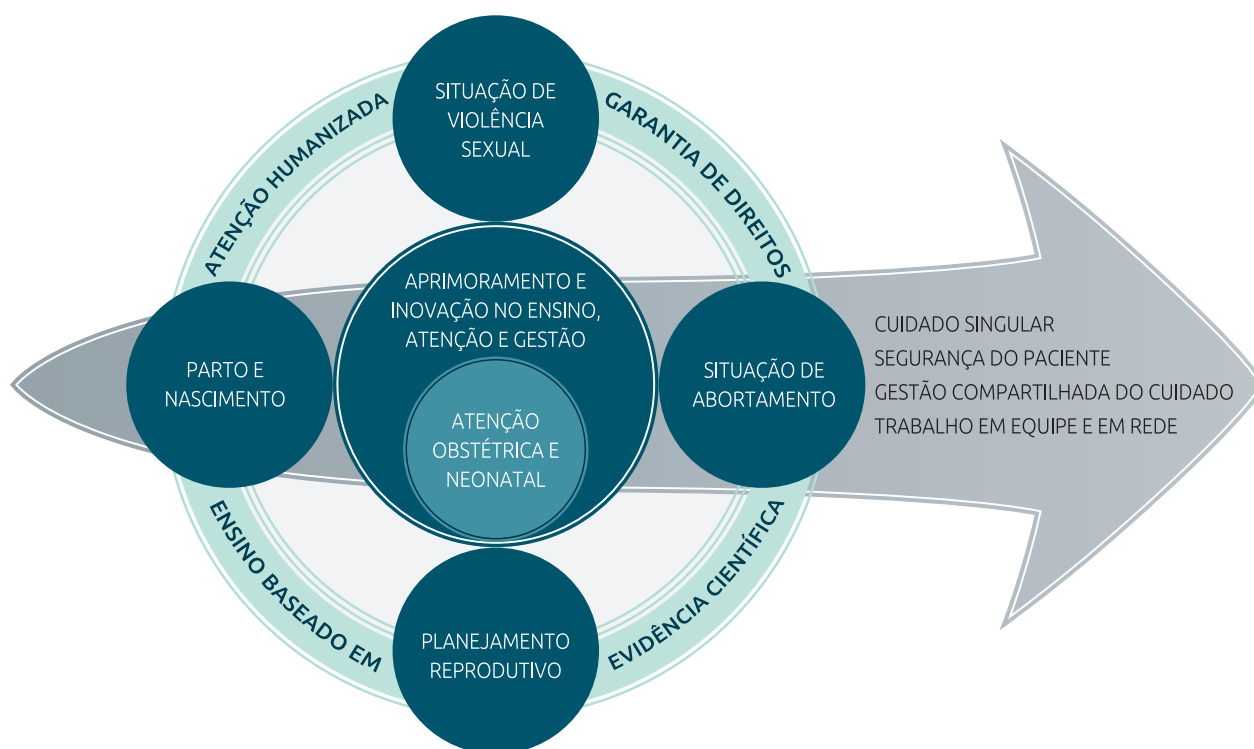 SITUAÇÃO DE
VIOLÊNCIA
SEXUAL
ATENÇÃO HUMANIZADA
GARANTIA DE DIREITOS
APRIMORAMENTO E
INOVAÇÃO NO ENSINO,
ATENÇÃO E GESTÃO
PARTO E
NASCIMENTO
SITUAÇÃO DE
ABORTAMENTO
CUIDADO SINGULAR
SEGURANÇA DO PACIENTE
GESTÃO COMPARTILHADA DO CUIDADO
TRABALHO EM EQUIPE E EM REDE
ATENÇÃO
OBSTÉTRICA E
NEONATAL
ENSINO BASEADO EM
EVIDÊNCIA CIENTÍFICA
PLANEJAMENTO
REPRODUTIVO